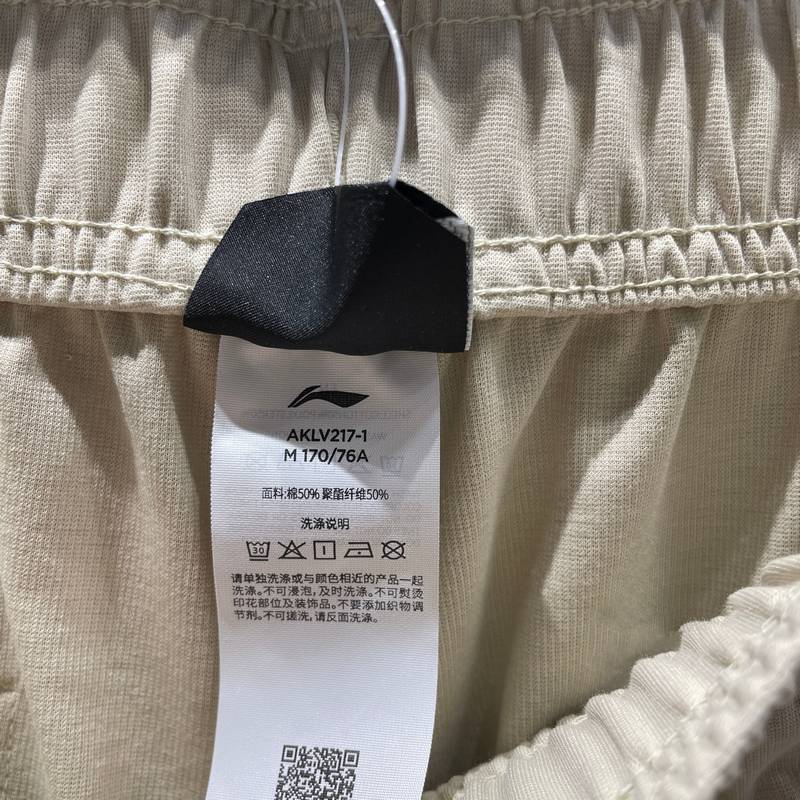 AKLV217-1
M 170/76A
面料:棉50% 聚酯纤维50%
洗涤说明
30
请单独洗涤或与颜色相近的产品一起
洗涤。不可浸泡,及时洗涤。不可熨烫
印花部位及装饰品。不要添加织物调
节剂。不可搓洗,请反面洗涤。